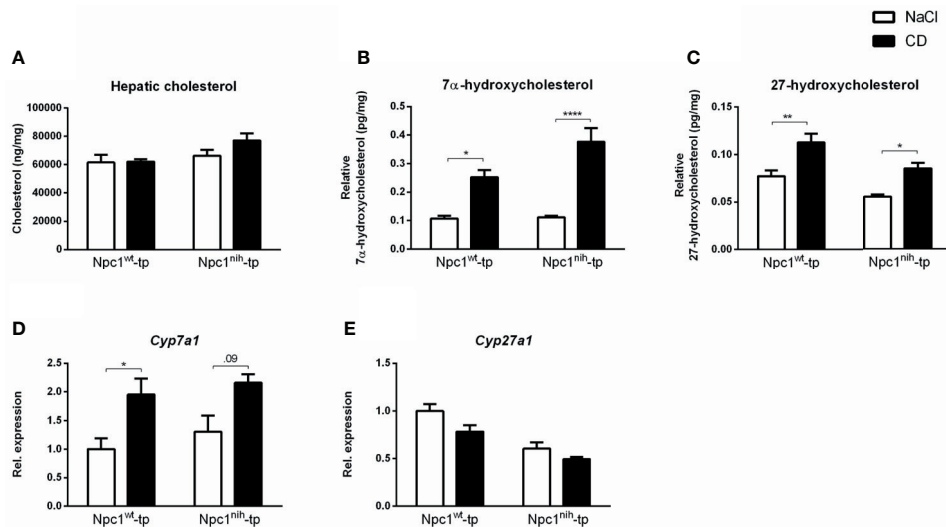 NaCl
CD
A
Hepatic cholesterol
Cholesterol (ng/mg)
100000
80000
60000
40000
20000
0
Npc1ʷᵗ-tp
Npc1ⁿⁱʰ-tp
B
7α-hydroxycholesterol
Relative
7α-hydroxycholesterol (pg/mg)
0.5
0.4
0.3
0.2
0.1
0.0
*
****
Npc1ʷᵗ-tp
Npc1ⁿⁱʰ-tp
C
27-hydroxycholesterol
Relative
27-hydroxycholesterol (pg/mg)
0.15
0.10
0.05
0.00
**
*
Npc1ʷᵗ-tp
Npc1ⁿⁱʰ-tp
D
Cyp7a1
Rel. expression
2.5
2.0
1.5
1.0
0.5
0.0
*
.09
Npc1ʷᵗ-tp
Npc1ⁿⁱʰ-tp
E
Cyp27a1
Rel. expression
1.5
1.0
0.5
0.0
Npc1ʷᵗ-tp
Npc1ⁿⁱʰ-tp